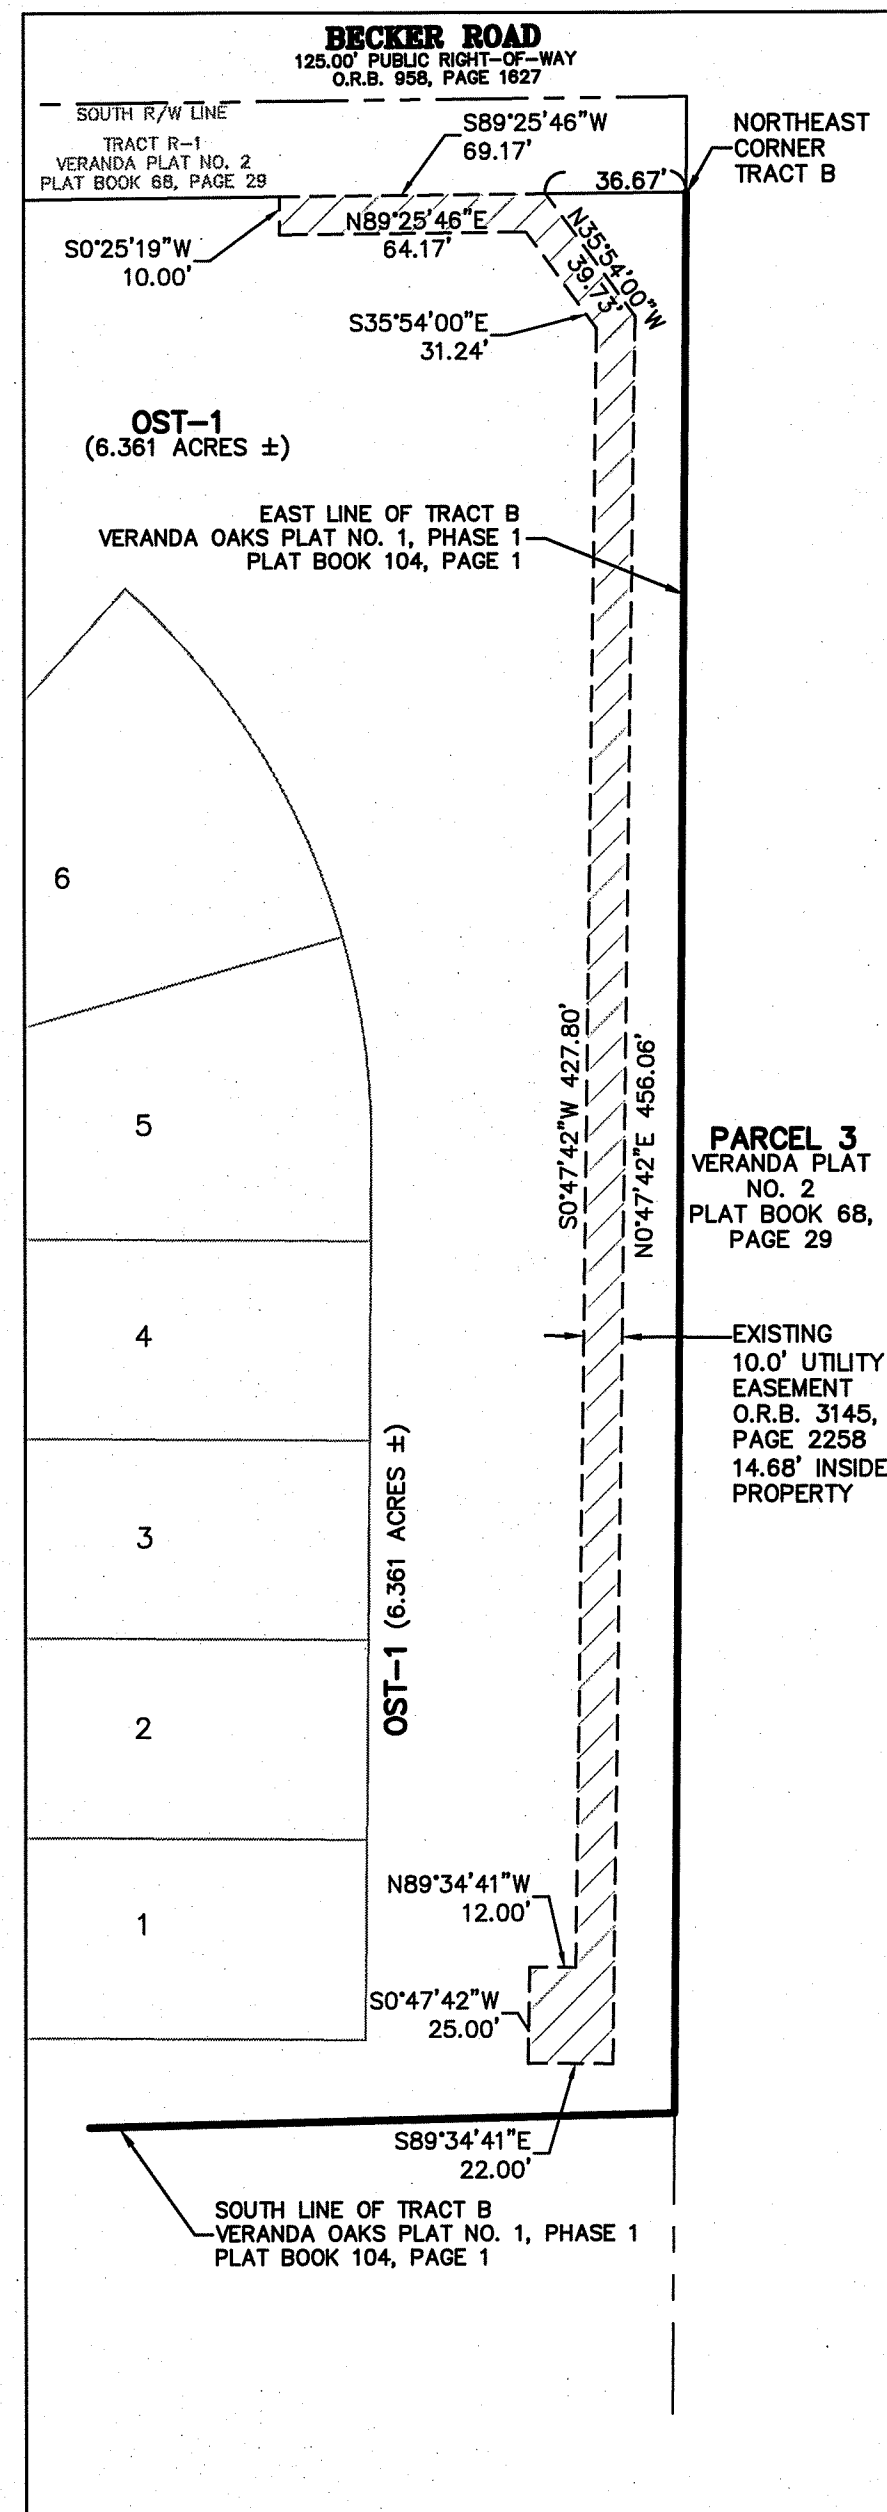 BECKER ROAD
125.00' PUBLIC RIGHT-OF-WAY
O.R.B. 958, PAGE 1627
SOUTH R/W LINE
TRACT R-1
VERANDA PLAT NO. 2
PLAT BOOK 68, PAGE 29
S89°25'46"W
69.17'
NORTHEAST
CORNER
TRACT B
36.67'
N89°25'46"E
64.17'
S0°25'19"W
10.00'
N35°54'00"W
39.73'
S35°54'00"E
31.24'
OST-1
(6.361 ACRES ±)
EAST LINE OF TRACT B
VERANDA OAKS PLAT NO. 1, PHASE 1
PLAT BOOK 104, PAGE 1
6
5
4
3
2
1
S0°47'42"W 427.80'
N0°47'42"E 456.06'
PARCEL 3
VERANDA PLAT
NO. 2
PLAT BOOK 68,
PAGE 29
EXISTING
10.0' UTILITY
EASEMENT
O.R.B. 3145,
PAGE 2258
14.68' INSIDE
PROPERTY
OST-1 (6.361 ACRES ±)
N89°34'41"W
12.00'
S0°47'42"W
25.00'
S89°34'41"E
22.00'
SOUTH LINE OF TRACT B
VERANDA OAKS PLAT NO. 1, PHASE 1
PLAT BOOK 104, PAGE 1